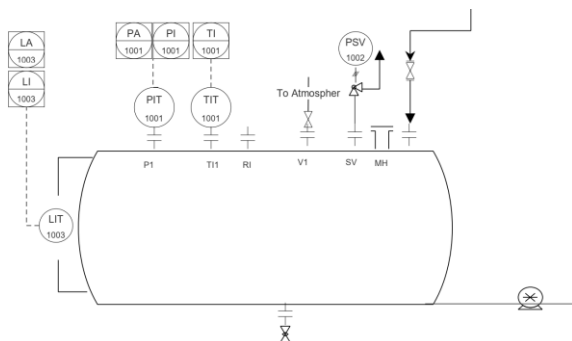 LA
1003
LI
1003
PA
1001
PI
1001
TI
1001
PIT
1001
TIT
1001
PSV
1002
To Atmospher
P1
TI1
RI
V1
SV
MH
LIT
1003